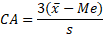 CA = 3(x̄ − Me) / s